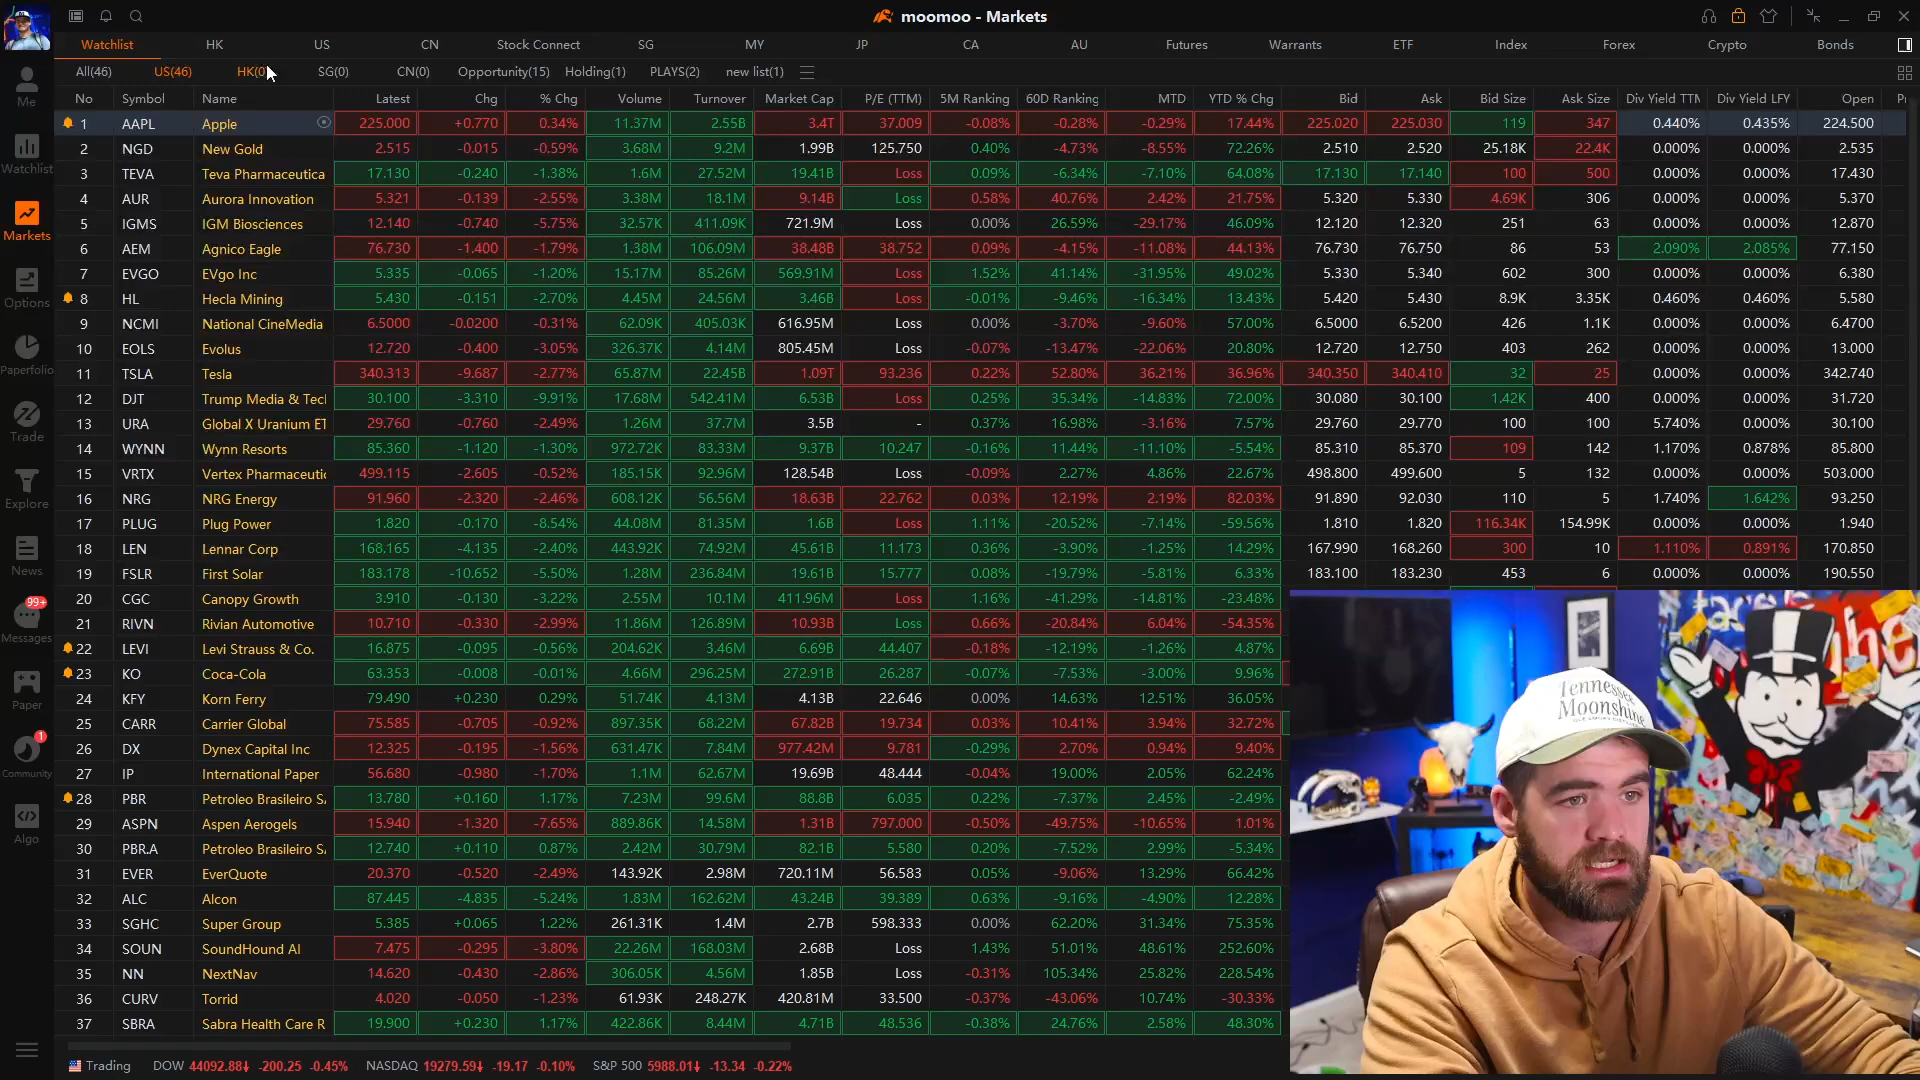 moomoo - Markets
Watchlist HK US CN Stock Connect SG MY JP CA AU Futures Warrants ETF Index Forex Crypto Bonds
All(46) US(46) HK(0) SG(0) CN(0) Opportunity(15) Holding(1) PLAYS(2) new list(1)
No Symbol Name Latest Chg % Chg Volume Turnover Market Cap P/E (TTM) 5M Ranking 60D Ranking MTD YTD % Chg Bid Ask Bid Size Ask Size Div Yield TTM Div Yield LFY Open
1 AAPL Apple 225.000 +0.770 0.34% 11.37M 2.55B 3.4T 37.009 -0.08% -0.28% -0.29% 17.44% 225.020 225.030 119 347 0.440% 0.435% 224.500
2 NGD New Gold 2.515 -0.015 -0.59% 3.68M 9.2M 1.99B 125.750 0.40% -4.73% -8.55% 72.26% 2.510 2.520 25.18K 22.4K 0.000% 0.000% 2.535
3 TEVA Teva Pharmaceutica 17.130 -0.240 -1.38% 1.6M 27.52M 19.41B Loss 0.09% -6.34% -7.10% 64.08% 17.130 17.140 100 500 0.000% 0.000% 17.430
4 AUR Aurora Innovation 5.321 -0.139 -2.55% 3.38M 18.1M 9.14B Loss 0.58% 40.76% 2.42% 21.75% 5.320 5.330 4.69K 306 0.000% 0.000% 5.370
5 IGMS IGM Biosciences 12.140 -0.740 -5.75% 32.57K 411.09K 721.9M Loss 0.00% 26.59% -29.17% 46.09% 12.120 12.320 251 63 0.000% 0.000% 12.870
6 AEM Agnico Eagle 76.730 -1.400 -1.79% 1.38M 106.09M 38.48B 38.752 0.09% -4.15% -11.08% 44.13% 76.730 76.750 86 53 2.090% 2.085% 77.150
7 EVGO EVgo Inc 5.335 -0.065 -1.20% 15.17M 85.26M 569.91M Loss 1.52% 41.14% -31.95% 49.02% 5.330 5.340 602 300 0.000% 0.000% 6.380
8 HL Hecla Mining 5.430 -0.151 -2.70% 4.45M 24.56M 3.46B Loss -0.01% -9.46% -16.34% 13.43% 5.420 5.430 8.9K 3.35K 0.460% 0.460% 5.580
9 NCMI National CineMedia 6.5000 -0.0200 -0.31% 62.09K 405.03K 616.95M Loss 0.00% -3.70% -9.60% 57.00% 6.5000 6.5200 426 1.1K 0.000% 0.000% 6.4700
10 EOLS Evolus 12.720 -0.400 -3.05% 326.37K 4.14M 805.45M Loss -0.07% -13.47% -22.06% 20.80% 12.720 12.750 403 262 0.000% 0.000% 13.000
11 TSLA Tesla 340.313 -9.687 -2.77% 65.87M 22.45B 1.09T 93.236 0.22% 52.80% 36.21% 36.96% 340.350 340.410 32 25 0.000% 0.000% 342.740
12 DJT Trump Media & Tecl 30.100 -3.310 -9.91% 17.68M 542.41M 6.53B Loss 0.25% 35.34% -14.83% 72.00% 30.080 30.100 1.42K 400 0.000% 0.000% 31.720
13 URA Global X Uranium ET 29.760 -0.760 -2.49% 1.26M 37.7M 3.5B - 0.37% 16.98% -3.16% 7.57% 29.760 29.770 100 100 5.740% 0.000% 30.100
14 WYNN Wynn Resorts 85.360 -1.120 -1.30% 972.72K 83.33M 9.37B 10.247 -0.16% 11.44% -11.10% -5.54% 85.310 85.370 109 142 1.170% 0.878% 85.800
15 VRTX Vertex Pharmaceutic 499.115 -2.605 -0.52% 185.15K 92.96M 128.54B Loss -0.09% 2.27% 4.86% 22.67% 498.800 499.600 5 132 0.000% 0.000% 503.000
16 NRG NRG Energy 91.960 -2.320 -2.46% 608.12K 56.56M 18.63B 22.762 0.03% 12.19% 2.19% 82.03% 91.890 92.030 110 5 1.740% 1.642% 93.250
17 PLUG Plug Power 1.820 -0.170 -8.54% 44.08M 81.35M 1.6B Loss 1.11% -20.52% -7.14% -59.56% 1.810 1.820 116.34K 154.99K 0.000% 0.000% 1.940
18 LEN Lennar Corp 168.165 -4.135 -2.40% 443.92K 74.92M 45.61B 11.173 0.36% -3.90% -1.25% 14.29% 167.990 168.260 300 10 1.110% 0.891% 170.850
19 FSLR First Solar 183.178 -10.652 -5.50% 1.28M 236.84M 19.61B 15.777 0.08% -19.79% -5.81% 6.33% 183.100 183.230 453 6 0.000% 0.000% 190.550
20 CGC Canopy Growth 3.910 -0.130 -3.22% 2.55M 10.1M 411.96M Loss 1.16% -41.29% -14.81% -23.48%
21 RIVN Rivian Automotive 10.710 -0.330 -2.99% 11.86M 126.89M 10.93B Loss 0.66% -20.84% 6.04% -54.35%
22 LEVI Levi Strauss & Co. 16.875 -0.095 -0.56% 204.62K 3.46M 6.69B 44.407 -0.18% -12.19% -1.26% 4.87%
23 KO Coca-Cola 63.353 -0.008 -0.01% 4.66M 296.25M 272.91B 26.287 -0.07% -7.53% -3.00% 9.96%
24 KFY Korn Ferry 79.490 +0.230 0.29% 51.74K 4.13M 4.13B 22.646 0.00% 14.63% 12.51% 36.05%
25 CARR Carrier Global 75.585 -0.705 -0.92% 897.35K 68.22M 67.82B 19.734 0.03% 10.41% 3.94% 32.72%
26 DX Dynex Capital Inc 12.325 -0.195 -1.56% 631.47K 7.84M 977.42M 9.781 -0.29% 2.70% 0.94% 9.40%
27 IP International Paper 56.680 -0.980 -1.70% 1.1M 62.67M 19.69B 48.444 -0.04% 19.00% 2.05% 62.24%
28 PBR Petroleo Brasileiro SA 13.780 +0.160 1.17% 7.23M 99.6M 88.8B 6.035 0.22% -7.37% 2.45% -2.49%
29 ASPN Aspen Aerogels 15.940 -1.320 -7.65% 889.86K 14.58M 1.31B 797.000 -0.50% -49.75% -10.65% 1.01%
30 PBR.A Petroleo Brasileiro SA 12.740 +0.110 0.87% 2.42M 30.79M 82.1B 5.580 0.20% -7.52% 2.99% -5.34%
31 EVER EverQuote 20.370 -0.520 -2.49% 143.92K 2.98M 720.11M 56.583 0.05% -9.06% 13.29% 66.42%
32 ALC Alcon 87.445 -4.835 -5.24% 1.83M 162.62M 43.24B 39.389 0.63% -9.16% -4.90% 12.28%
33 SGHC Super Group 5.385 +0.065 1.22% 261.31K 1.4M 2.7B 598.333 0.00% 62.20% 31.34% 75.35%
34 SOUN SoundHound AI 7.475 -0.295 -3.80% 22.26M 168.03M 2.68B Loss 1.43% 51.01% 48.61% 252.60%
35 NN NextNav 14.620 -0.430 -2.86% 306.05K 4.56M 1.85B Loss -0.31% 105.34% 25.82% 228.54%
36 CURV Torrid 4.020 -0.050 -1.23% 61.93K 248.27K 420.81M 33.500 -0.37% -43.06% 10.74% -30.33%
37 SBRA Sabra Health Care R 19.900 +0.230 1.17% 422.86K 8.44M 4.71B 48.536 -0.38% 24.76% 2.58% 48.30%
Me
Watchlist
Markets
Options
Paperfolio
Trade
Explore
News
99+
Messages
Paper
1
Community
Algo
Tennessee
Moonshine
Trading DOW 44092.88↓ -200.25 -0.45% NASDAQ 19279.59↓ -19.17 -0.10% S&P 500 5988.01↓ -13.34 -0.22%